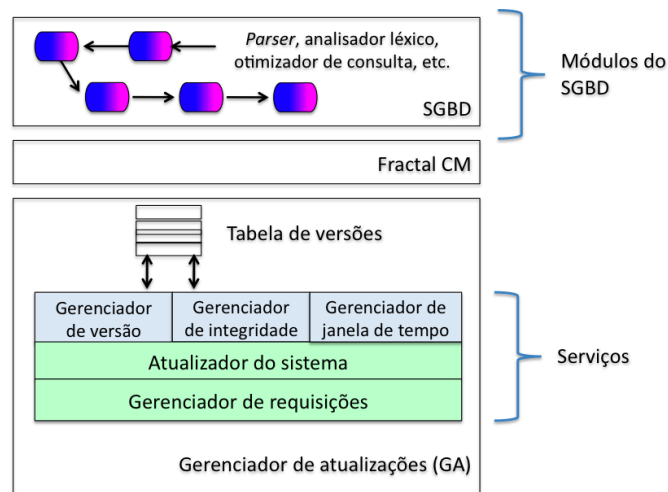 Parser, analisador léxico,
otimizador de consulta, etc.
SGBD
Módulos do
SGBD
Fractal CM
Tabela de versões
Gerenciador
de versão
Gerenciador
de integridade
Gerenciador de
janela de tempo
Atualizador do sistema
Gerenciador de requisições
Serviços
Gerenciador de atualizações (GA)